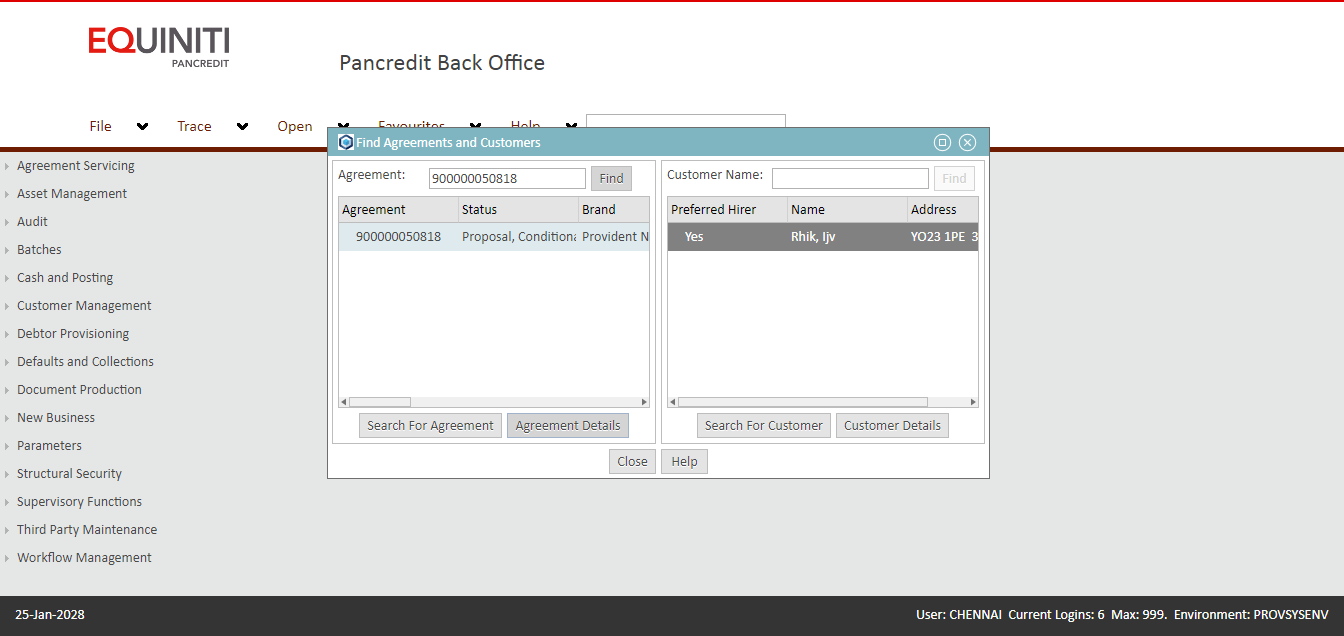 EQUINITI
PANCREDIT
Pancredit Back Office
File Trace Open Favourites Help
Find Agreements and Customers
Agreement: 900000050818 Find
Customer Name: Find
Agreement Status Brand
900000050818 Proposal, Conditiona Provident N
Preferred Hirer Name Address
Yes Rhik, Ijv YO23 1PE 3
Search For Agreement Agreement Details
Search For Customer Customer Details
Close Help
Agreement Servicing
Asset Management
Audit
Batches
Cash and Posting
Customer Management
Debtor Provisioning
Defaults and Collections
Document Production
New Business
Parameters
Structural Security
Supervisory Functions
Third Party Maintenance
Workflow Management
25-Jan-2028
User: CHENNAI Current Logins: 6 Max: 999. Environment: PROVSYSENV